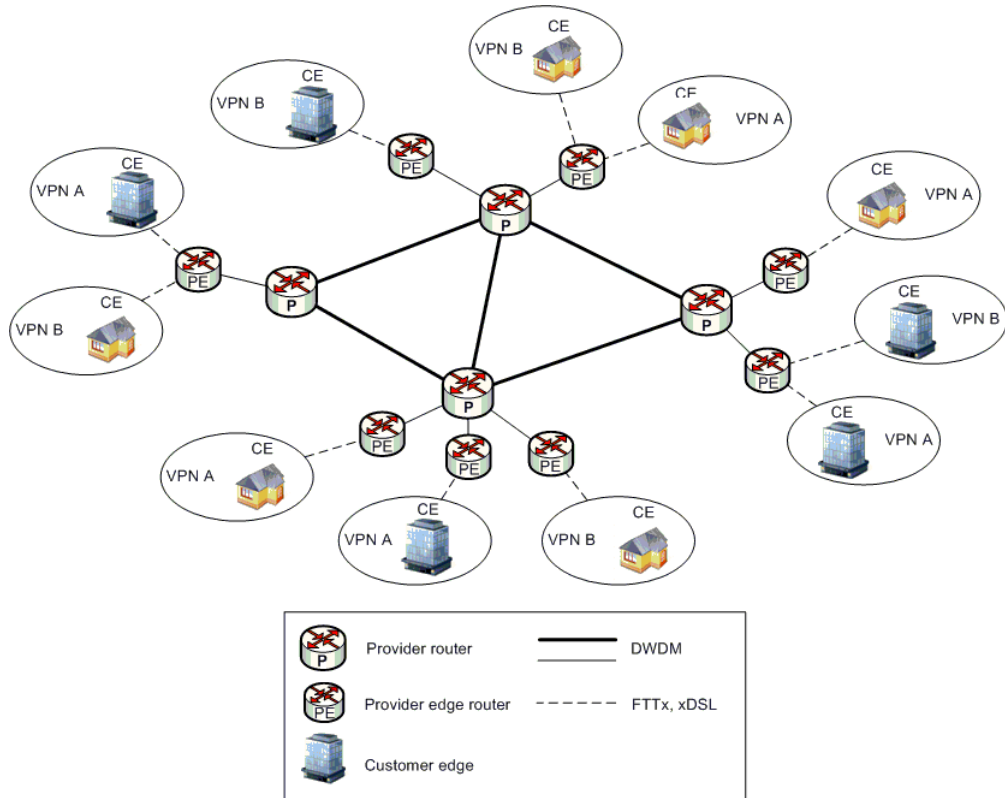 CE
VPN B
CE
VPN B
CE
VPN A
PE
PE
CE
VPN A
CE
VPN A
P
PE
PE
P
CE
VPN B
P
CE
VPN B
PE
CE
VPN A
P
PE
PE
PE
CE
VPN A
CE
VPN A
CE
VPN B
P
Provider router
DWDM
PE
Provider edge router
FTTx, xDSL
Customer edge